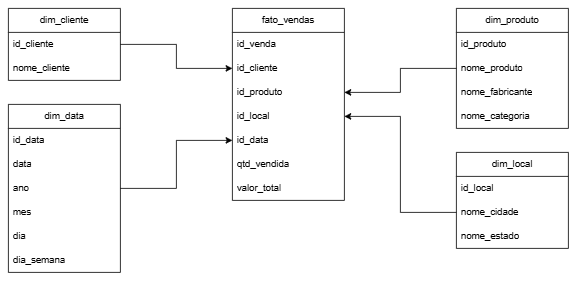 dim_cliente
id_cliente
nome_cliente
dim_data
id_data
data
ano
mes
dia
dia_semana
fato_vendas
id_venda
id_cliente
id_produto
id_local
id_data
qtd_vendida
valor_total
dim_produto
id_produto
nome_produto
nome_fabricante
nome_categoria
dim_local
id_local
nome_cidade
nome_estado